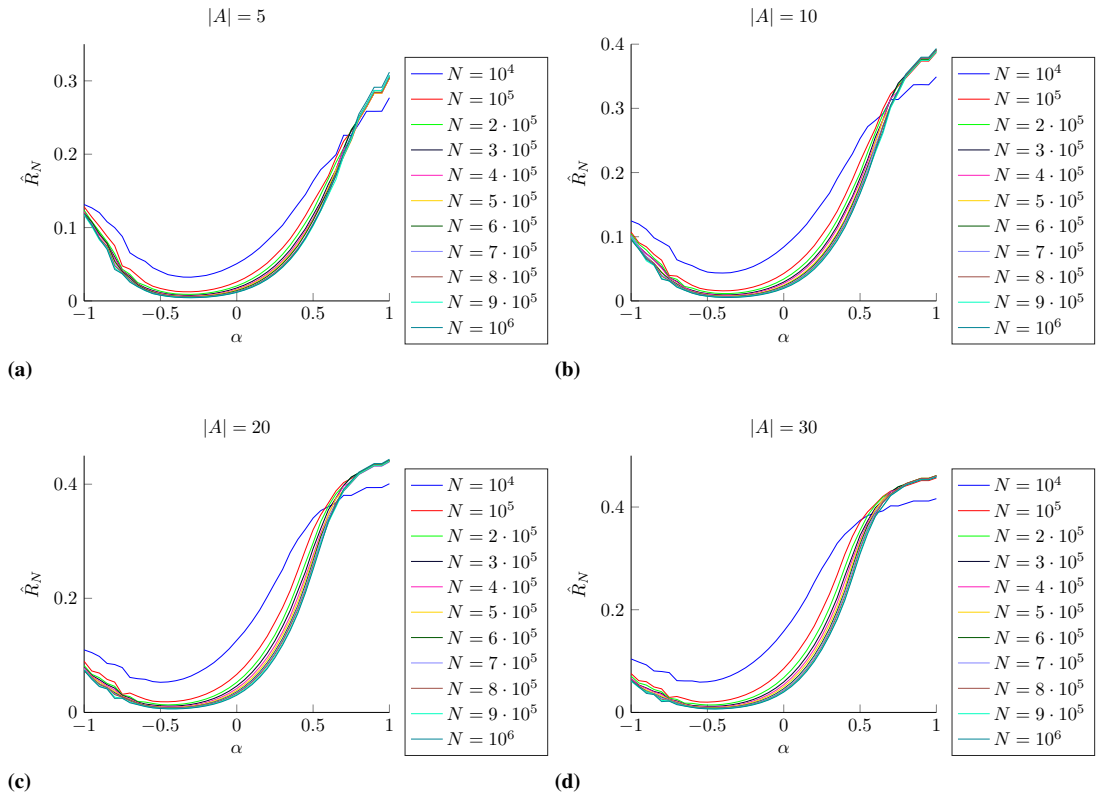 |A| = 5
0
0.1
0.2
0.3
R̂_N
−1
−0.5
0
0.5
1
α
N = 10^4
N = 10^5
N = 2 · 10^5
N = 3 · 10^5
N = 4 · 10^5
N = 5 · 10^5
N = 6 · 10^5
N = 7 · 10^5
N = 8 · 10^5
N = 9 · 10^5
N = 10^6
(a)
|A| = 10
0
0.1
0.2
0.3
0.4
R̂_N
−1
−0.5
0
0.5
1
α
N = 10^4
N = 10^5
N = 2 · 10^5
N = 3 · 10^5
N = 4 · 10^5
N = 5 · 10^5
N = 6 · 10^5
N = 7 · 10^5
N = 8 · 10^5
N = 9 · 10^5
N = 10^6
(b)
|A| = 20
0
0.2
0.4
R̂_N
−1
−0.5
0
0.5
1
α
N = 10^4
N = 10^5
N = 2 · 10^5
N = 3 · 10^5
N = 4 · 10^5
N = 5 · 10^5
N = 6 · 10^5
N = 7 · 10^5
N = 8 · 10^5
N = 9 · 10^5
N = 10^6
(c)
|A| = 30
0
0.2
0.4
R̂_N
−1
−0.5
0
0.5
1
α
N = 10^4
N = 10^5
N = 2 · 10^5
N = 3 · 10^5
N = 4 · 10^5
N = 5 · 10^5
N = 6 · 10^5
N = 7 · 10^5
N = 8 · 10^5
N = 9 · 10^5
N = 10^6
(d)